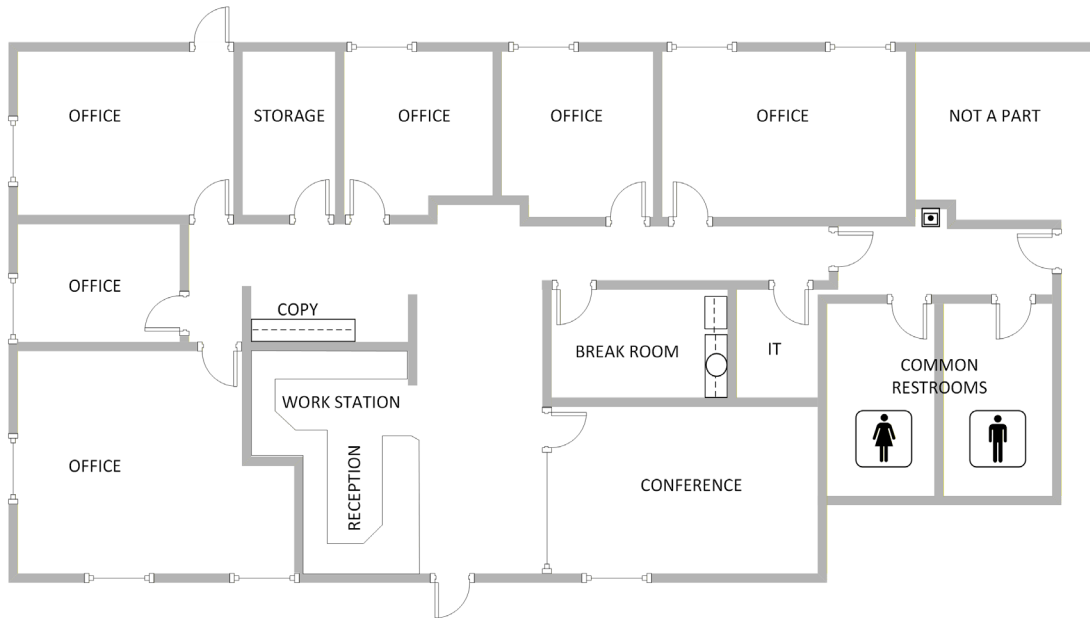 OFFICE
STORAGE
OFFICE
OFFICE
OFFICE
NOT A PART
OFFICE
COPY
BREAK ROOM
IT
COMMON
RESTROOMS
WORK STATION
RECEPTION
OFFICE
CONFERENCE